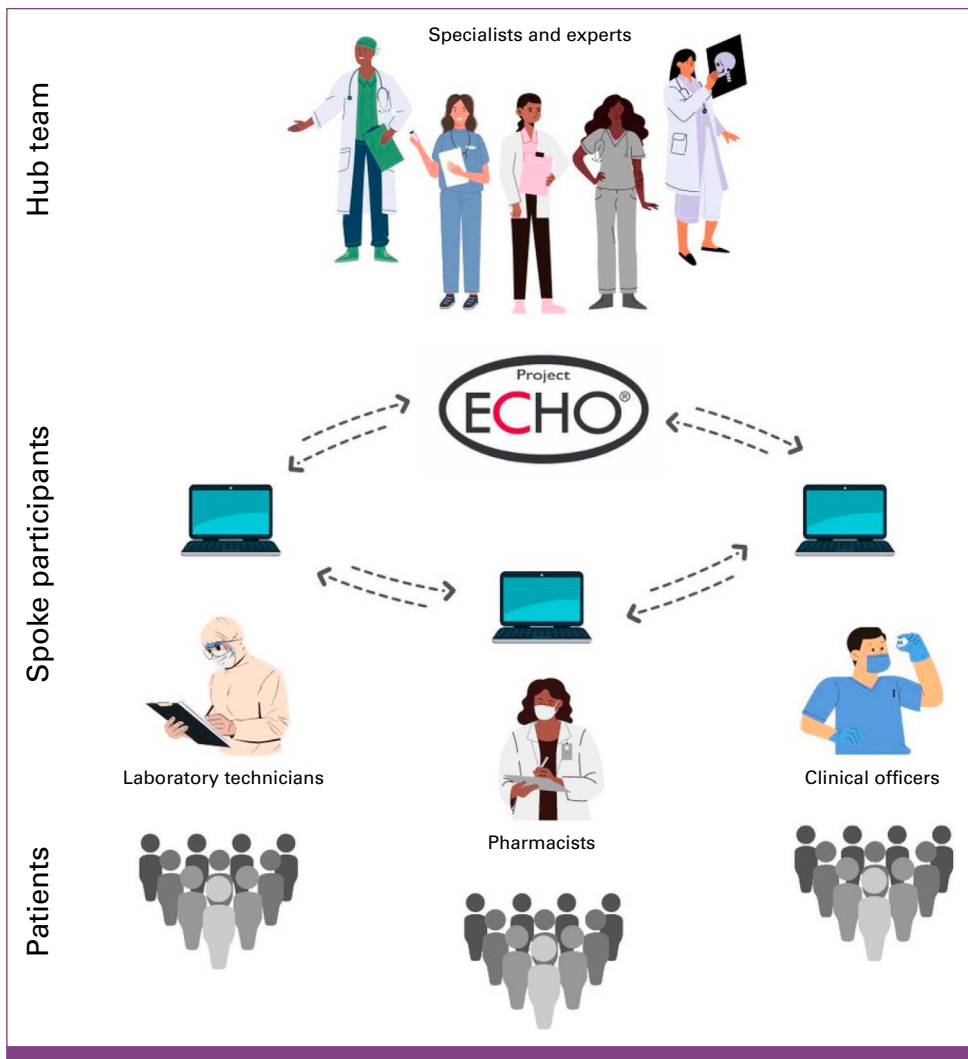 Hub team
Specialists and experts
Spoke participants
Project
ECHO®
Laboratory technicians
Pharmacists
Clinical officers
Patients